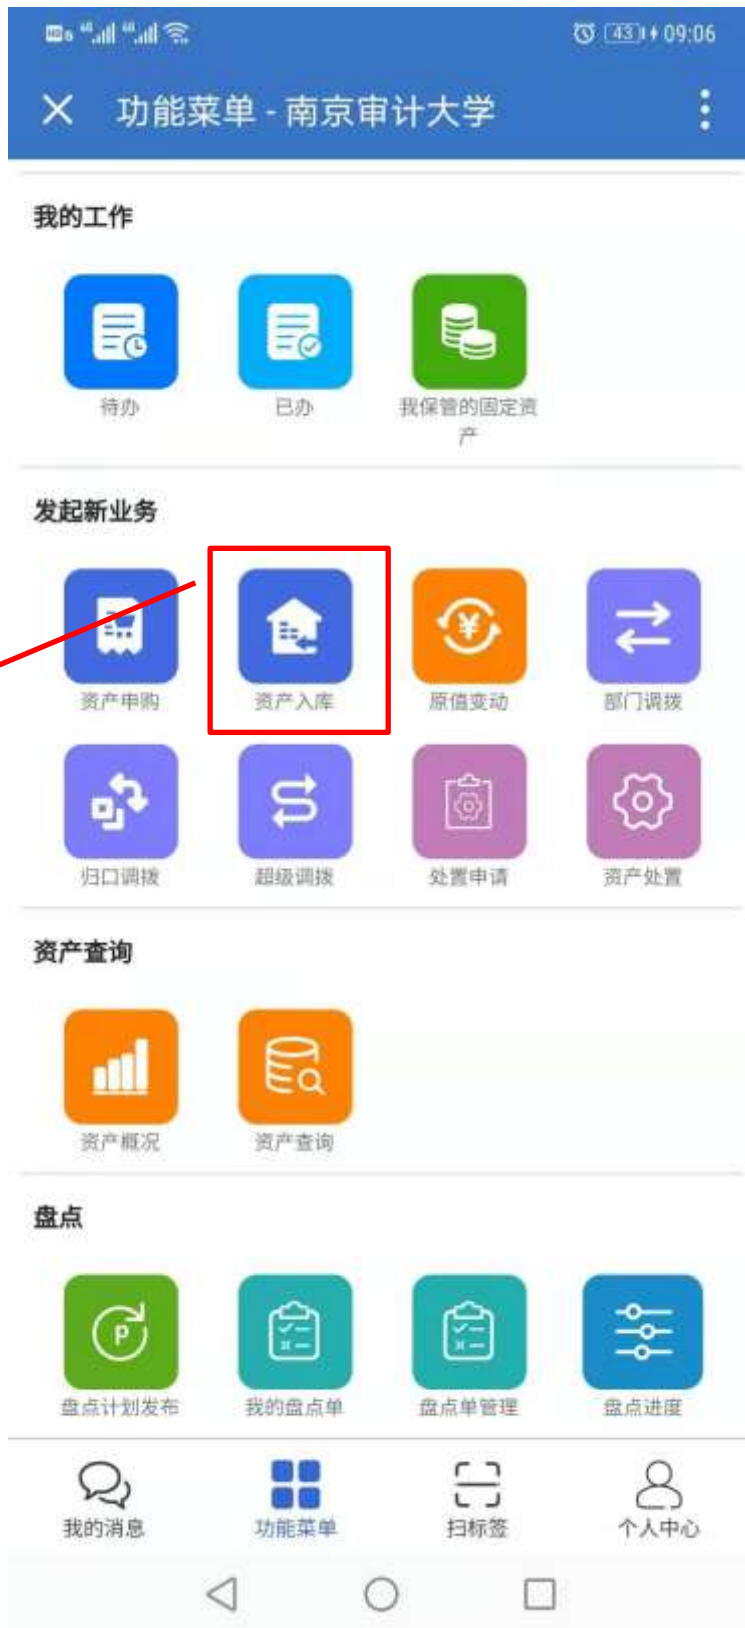 HD 6 4G 4G 43 09:06
功能菜单 - 南京审计大学
我的工作
待办 已办 我保管的固定资
产
发起新业务
资产申购 资产入库 原值变动 部门调拨
归口调拨 超级调拨 处置申请 资产处置
资产查询
资产概况 资产查询
盘点
盘点计划发布 我的盘点单 盘点单管理 盘点进度
我的消息 功能菜单 扫标签 个人中心